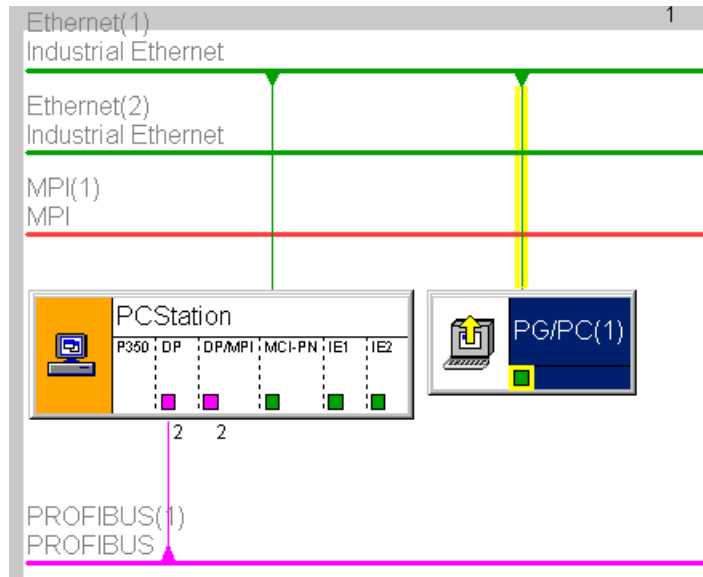 1
Ethernet(1)
Industrial Ethernet
Ethernet(2)
Industrial Ethernet
MPI(1)
MPI
PCStation
P350 DP DP/MPI MCI-PN IE1 IE2
2 2
PG/PC(1)
PROFIBUS(1)
PROFIBUS